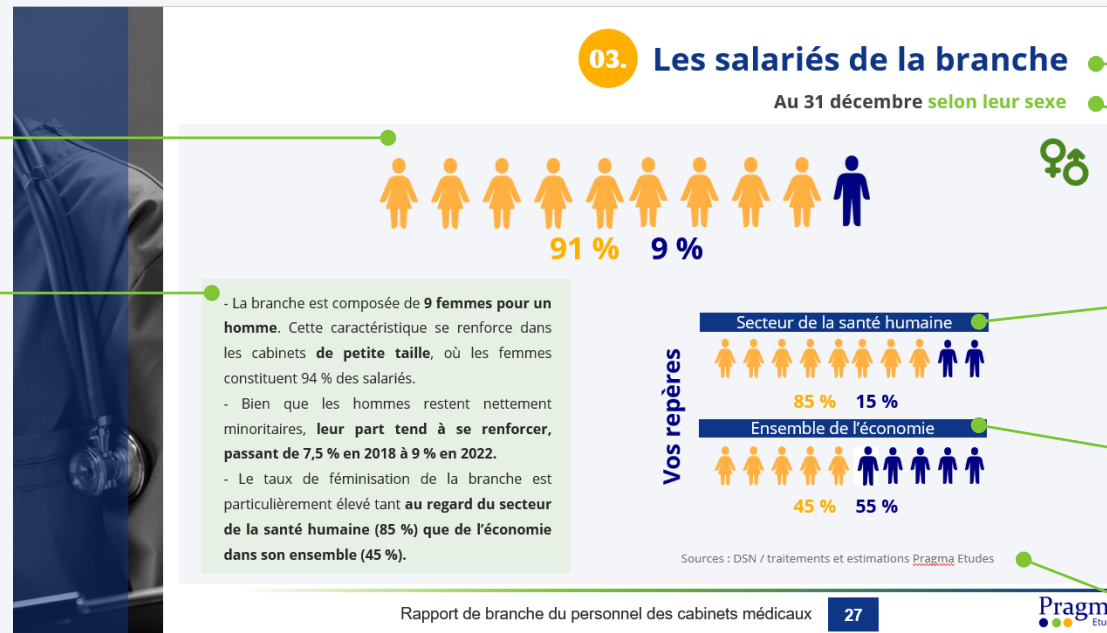 03. Les salariés de la branche
Au 31 décembre selon leur sexe
91 % 9 %
- La branche est composée de 9 femmes pour un
homme. Cette caractéristique se renforce dans
les cabinets de petite taille, où les femmes
constituent 94 % des salariés.
- Bien que les hommes restent nettement
minoritaires, leur part tend à se renforcer,
passant de 7,5 % en 2018 à 9 % en 2022.
- Le taux de féminisation de la branche est
particulièrement élevé tant au regard du secteur
de la santé humaine (85 %) que de l’économie
dans son ensemble (45 %).
Vos repères
Secteur de la santé humaine
85 % 15 %
Ensemble de l’économie
45 % 55 %
Sources : DSN / traitements et estimations Pragma Etudes
Rapport de branche du personnel des cabinets médicaux 27
Pragm
Etu